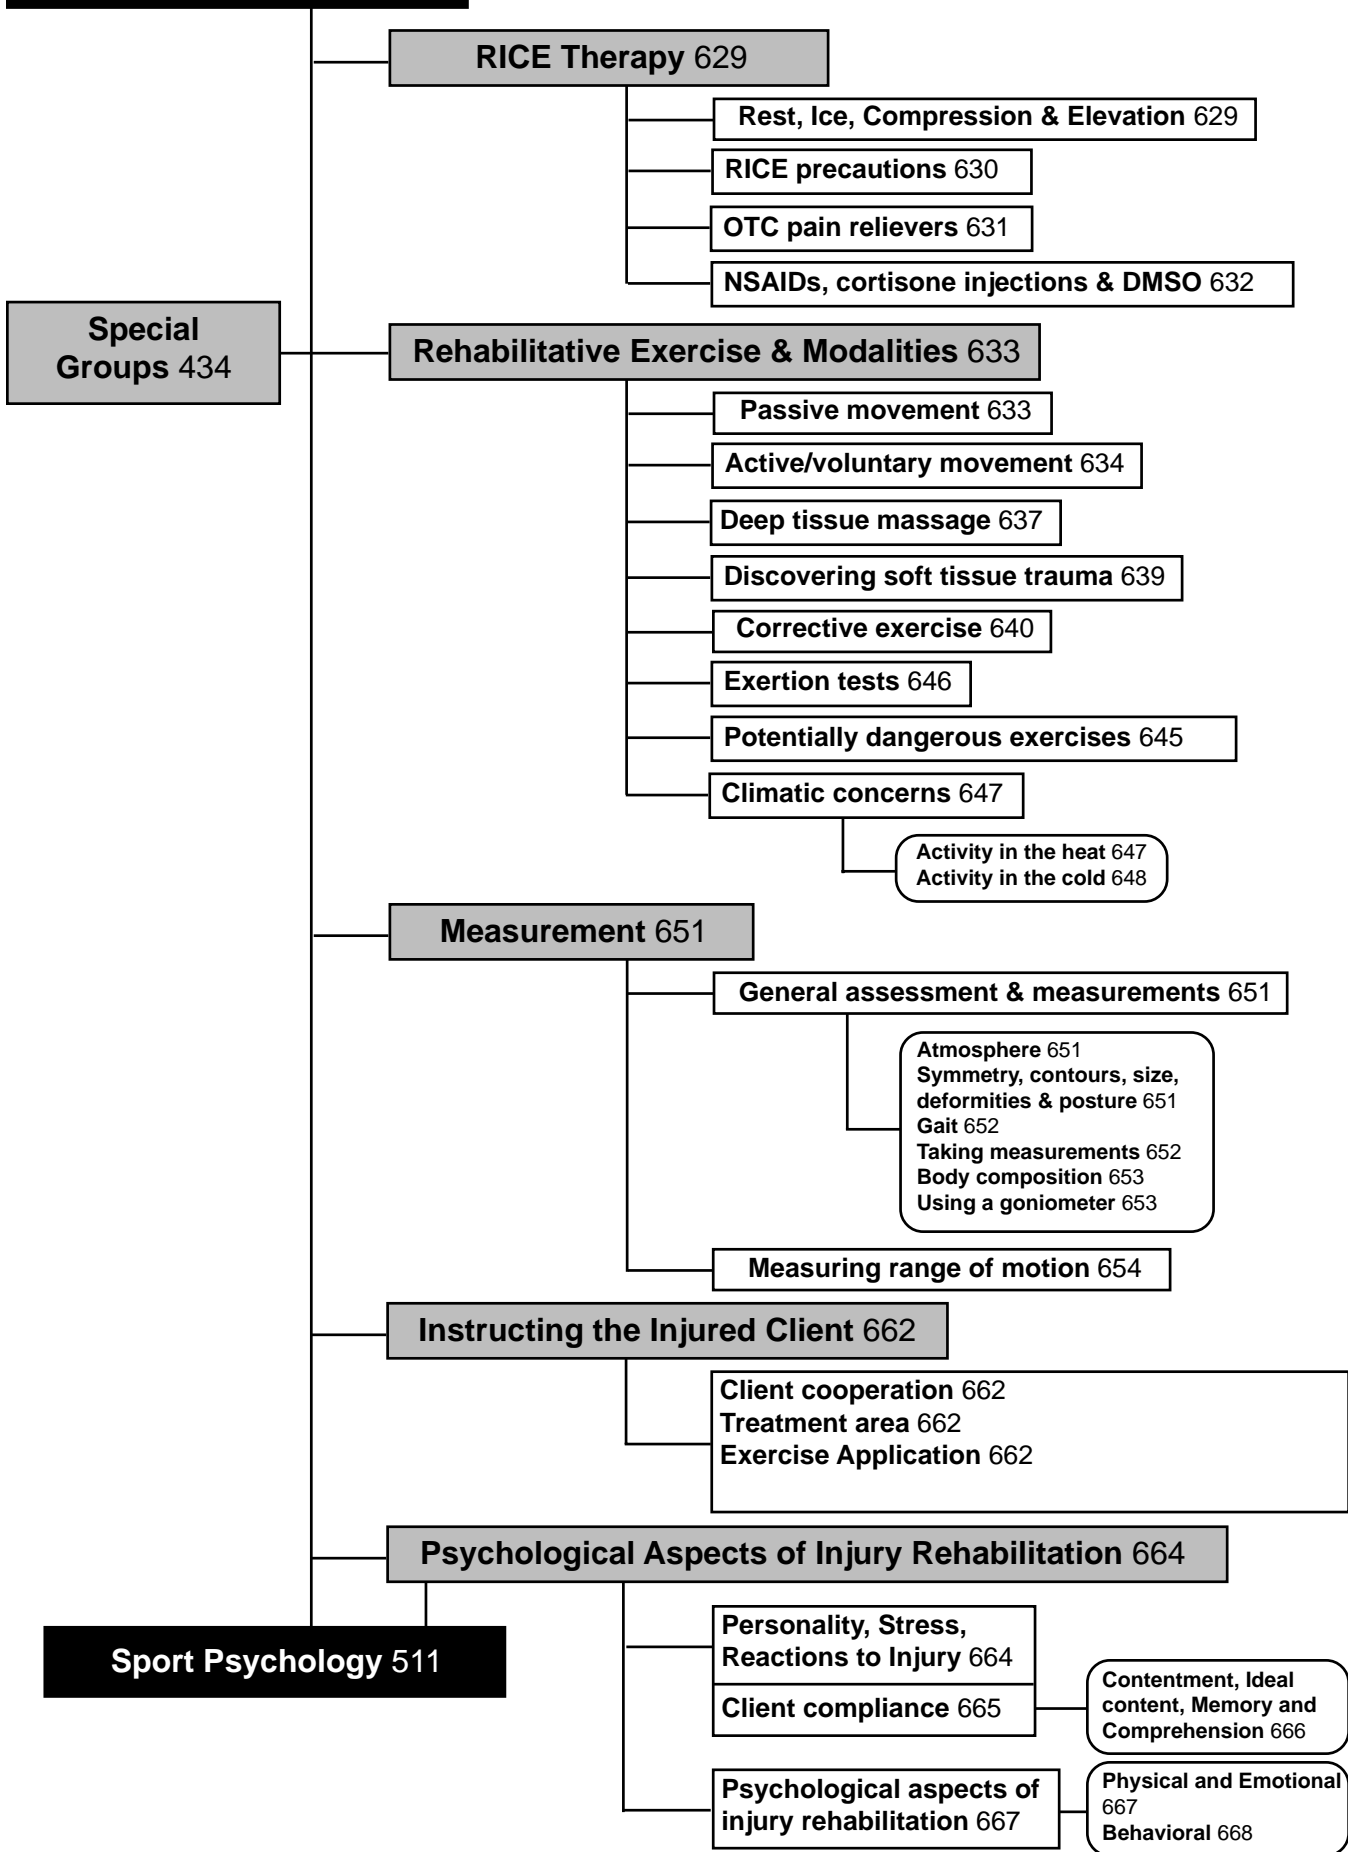 RICE Therapy 629
Rest, Ice, Compression & Elevation 629
RICE precautions 630
OTC pain relievers 631
NSAIDs, cortisone injections & DMSO 632
Special
Groups 434
Rehabilitative Exercise & Modalities 633
Passive movement 633
Active/voluntary movement 634
Deep tissue massage 637
Discovering soft tissue trauma 639
Corrective exercise 640
Exertion tests 646
Potentially dangerous exercises 645
Climatic concerns 647
Activity in the heat 647
Activity in the cold 648
Measurement 651
General assessment & measurements 651
Atmosphere 651
Symmetry, contours, size,
deformities & posture 651
Gait 652
Taking measurements 652
Body composition 653
Using a goniometer 653
Measuring range of motion 654
Instructing the Injured Client 662
Client cooperation 662
Treatment area 662
Exercise Application 662
Psychological Aspects of Injury Rehabilitation 664
Sport Psychology 511
Personality, Stress,
Reactions to Injury 664
Client compliance 665
Contentment, Ideal
content, Memory and
Comprehension 666
Psychological aspects of
injury rehabilitation 667
Physical and Emotional
667
Behavioral 668